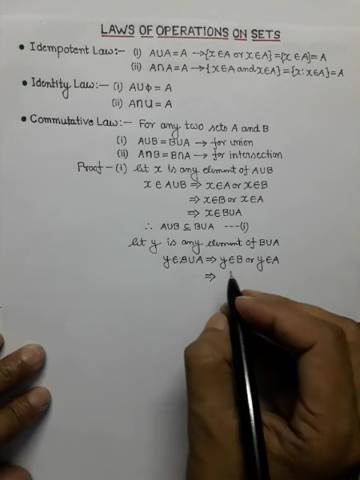 LAWS OF OPERATIONS ON SETS
• Idempotent Law:- (i) A∪A = A → {x∈A or x∈A} = {x∈A} = A
(ii) A∩A = A → {x∈A and x∈A} = {x:x∈A} = A
• Identity Law:- (i) A∪Φ = A
(ii) A∩U = A
• Commutative Law:- For any two sets A and B
(i) A∪B = B∪A → for union
(ii) A∩B = B∩A → for intersection
Proof - (i) let x is any element of A∪B
x ∈ A∪B ⇒ x∈A or x∈B
⇒ x∈B or x∈A
⇒ x∈B∪A
∴ A∪B ⊆ B∪A ---(i)
let y is any element of B∪A
y∈B∪A ⇒ y∈B or y∈A
⇒